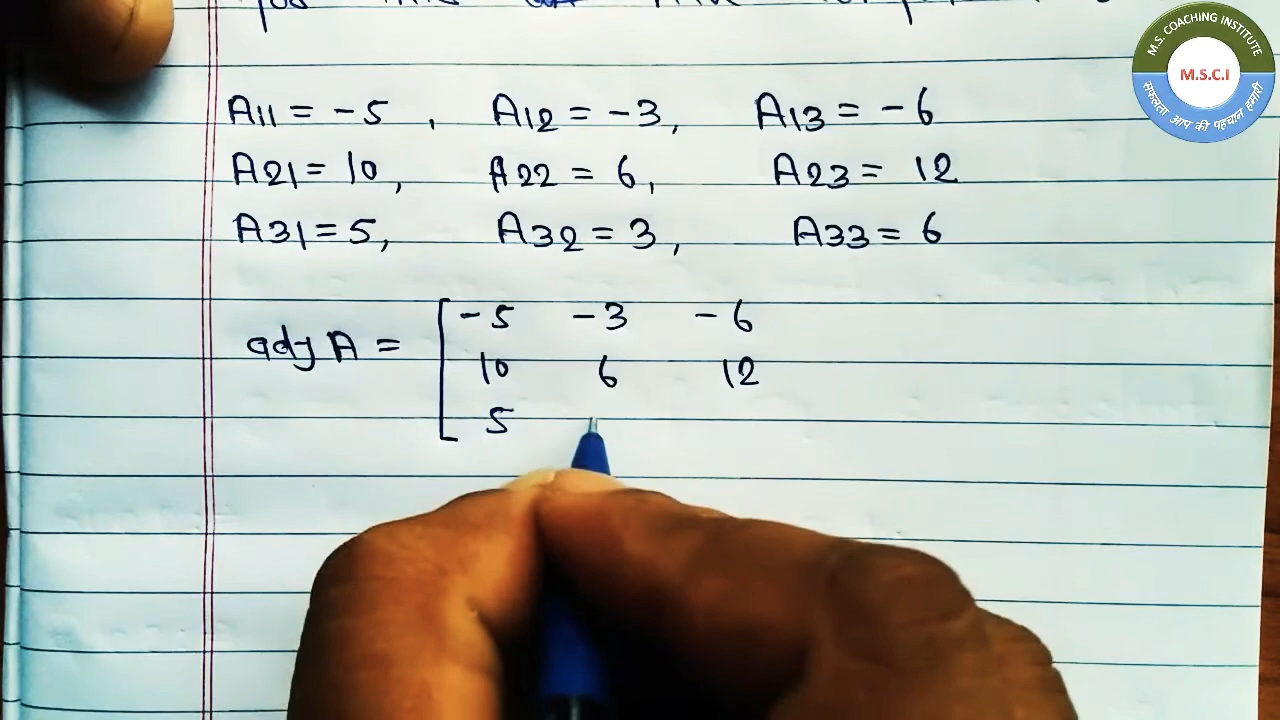 M.S. COACHING INSTITUTE
M.S.C.I
सफलता आप की पहचान हमारी
A11 = -5 , A12 = -3, A13 = -6
A21 = 10, A22 = 6, A23 = 12
A31 = 5, A32 = 3, A33 = 6
adj A = [ -5 -3 -6
10 6 12
5